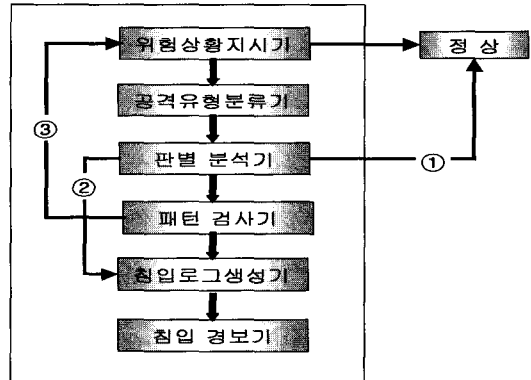 위험상황지시기
정 상
공격유형분류기
③
판별 분석기
①
②
패턴 검사기
침입로그생성기
침입 경보기